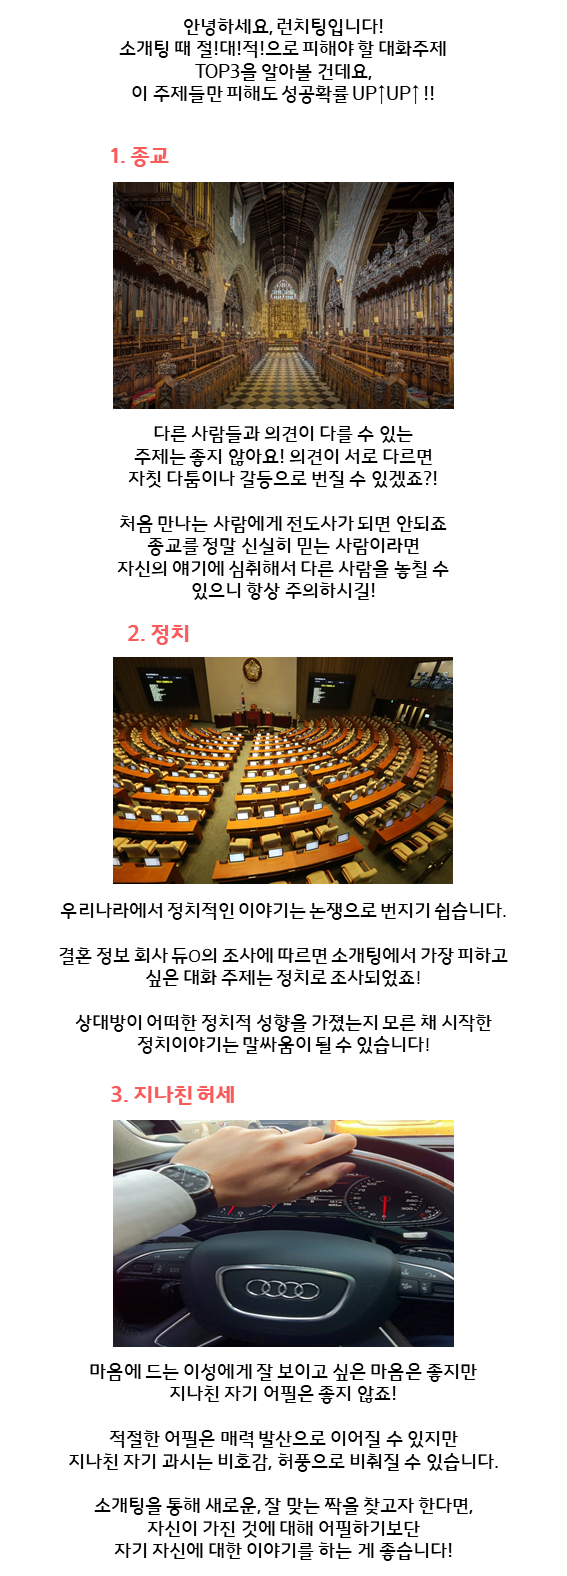 안녕하세요, 런치팅입니다!
소개팅 때 절!대!적!으로 피해야 할 대화주제
TOP3을 알아볼 건데요,
이 주제들만 피해도 성공확률 UP↑UP↑ !!
1. 종교
다른 사람들과 의견이 다를 수 있는
주제는 좋지 않아요! 의견이 서로 다르면
자칫 다툼이나 갈등으로 번질 수 있겠죠?!
처음 만나는 사람에게 전도사가 되면 안되죠
종교를 정말 신실히 믿는 사람이라면
자신의 얘기에 심취해서 다른 사람을 놓칠 수
있으니 항상 주의하시길!
2. 정치
우리나라에서 정치적인 이야기는 논쟁으로 번지기 쉽습니다.
결혼 정보 회사 듀O의 조사에 따르면 소개팅에서 가장 피하고
싶은 대화 주제는 정치로 조사되었죠!
상대방이 어떠한 정치적 성향을 가졌는지 모른 채 시작한
정치이야기는 말싸움이 될 수 있습니다!
3. 지나친 허세
마음에 드는 이성에게 잘 보이고 싶은 마음은 좋지만
지나친 자기 어필은 좋지 않죠!
적절한 어필은 매력 발산으로 이어질 수 있지만
지나친 자기 과시는 비호감, 허풍으로 비춰질 수 있습니다.
소개팅을 통해 새로운, 잘 맞는 짝을 찾고자 한다면,
자신이 가진 것에 대해 어필하기보단
자기 자신에 대한 이야기를 하는 게 좋습니다!